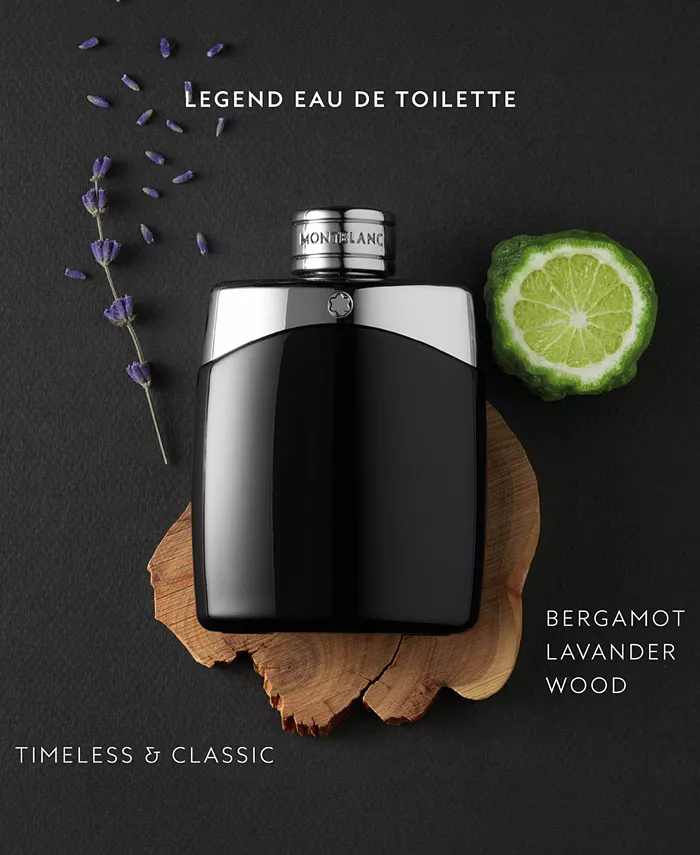 LEGEND EAU DE TOILETTE
MONTBLANC
BERGAMOT
LAVANDER
WOOD
TIMELESS & CLASSIC